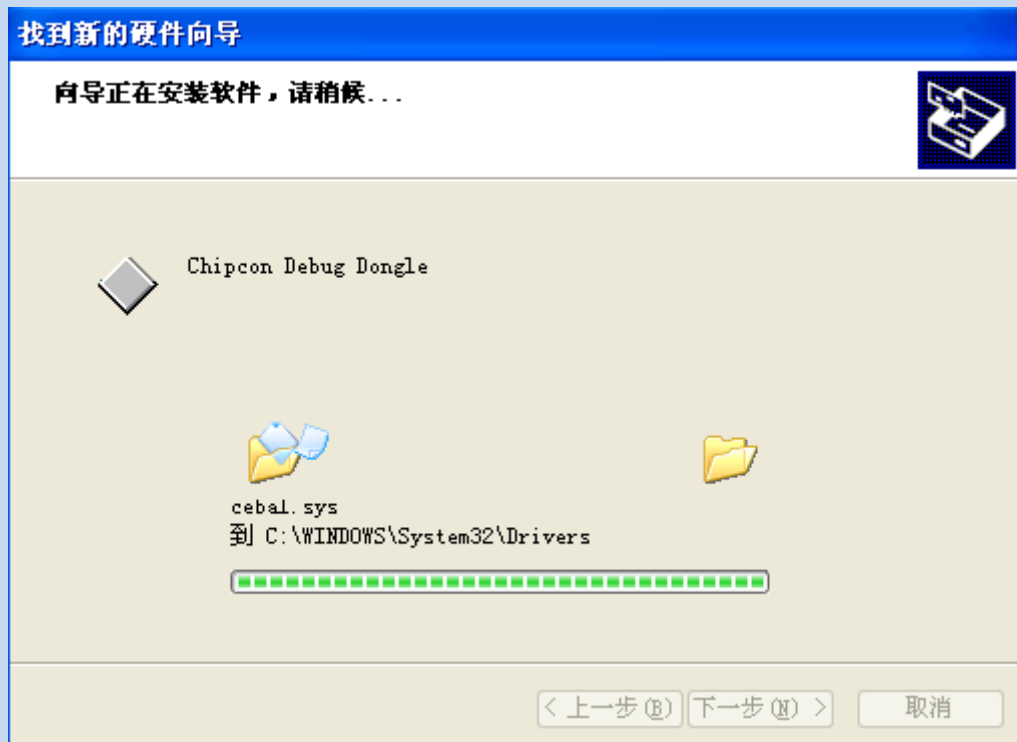 找到新的硬件向导
向导正在安装软件，请稍候...
Chipcon Debug Dongle
cebal.sys
到 C:\WINDOWS\System32\Drivers
< 上一步(B) 下一步(N) > 取消